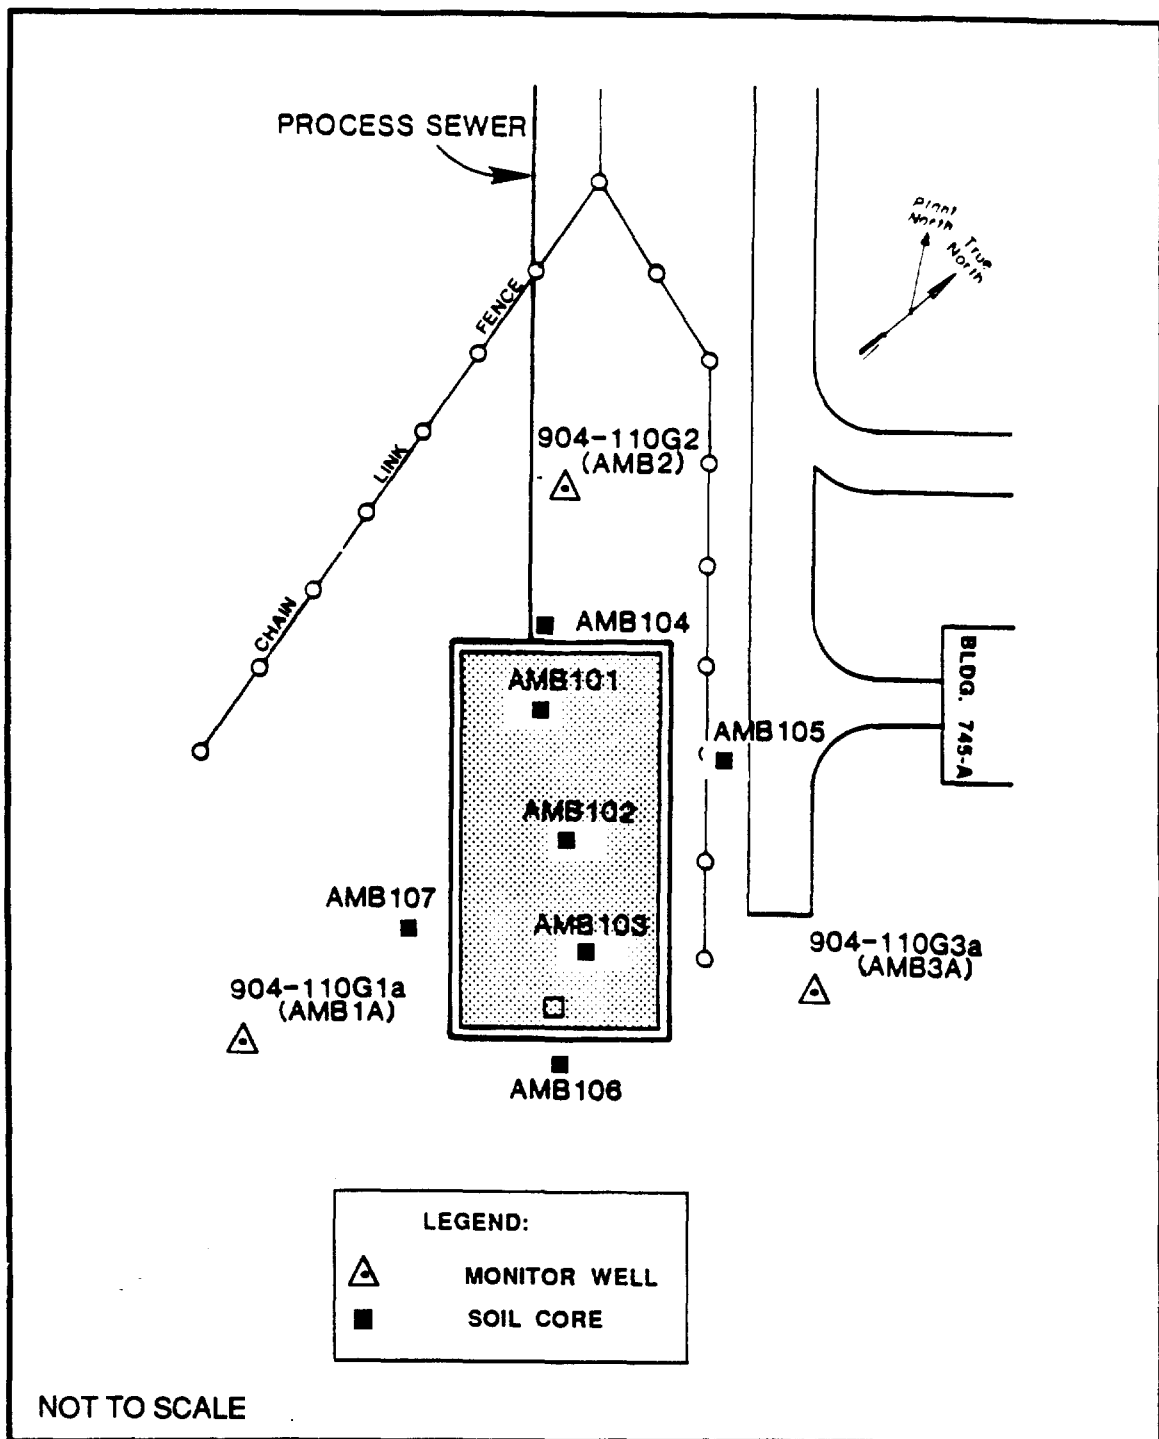 PROCESS SEWER
Plant
North
True
North
FENCE
LINK
CHAIN
904-110G2
(AMB2)
AMB104
AMB101
AMB105
BLDG. 745-A
AMB102
AMB107
AMB103
904-110G3a
(AMB3A)
904-110G1a
(AMB1A)
AMB106
LEGEND:
MONITOR WELL
SOIL CORE
NOT TO SCALE